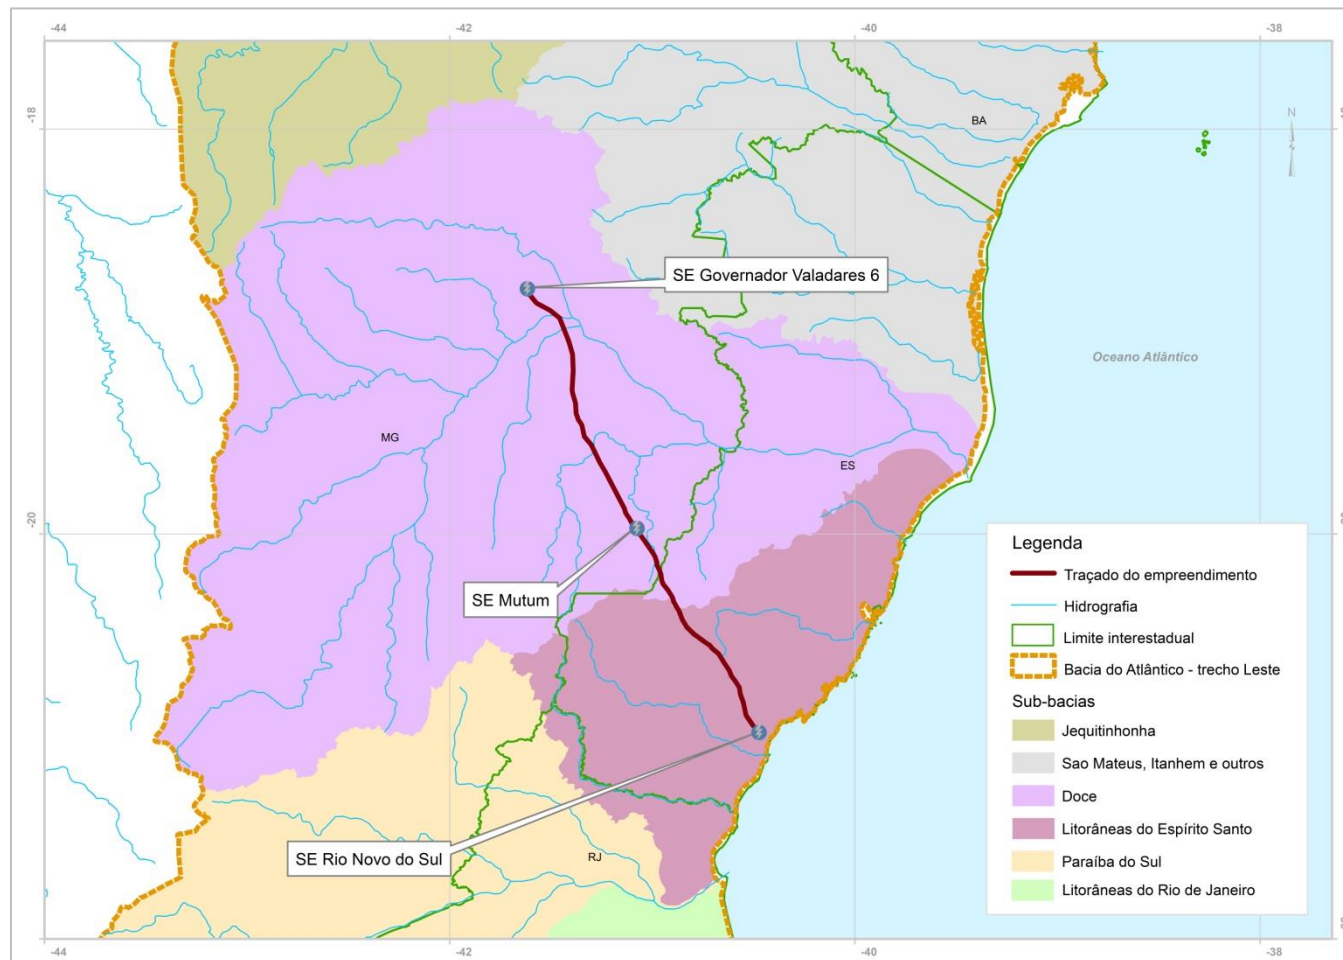 -44
-42
-40
-38
-18
BA
N
SE Governador Valadares 6
Oceano Atlântico
MG
ES
-20
SE Mutum
SE Rio Novo do Sul
RJ
Legenda
Traçado do empreendimento
Hidrografia
Limite interestadual
Bacia do Atlântico - trecho Leste
Sub-bacias
Jequitinhonha
Sao Mateus, Itanhem e outros
Doce
Litorâneas do Espírito Santo
Paraíba do Sul
Litorâneas do Rio de Janeiro
-44
-42
-40
-38